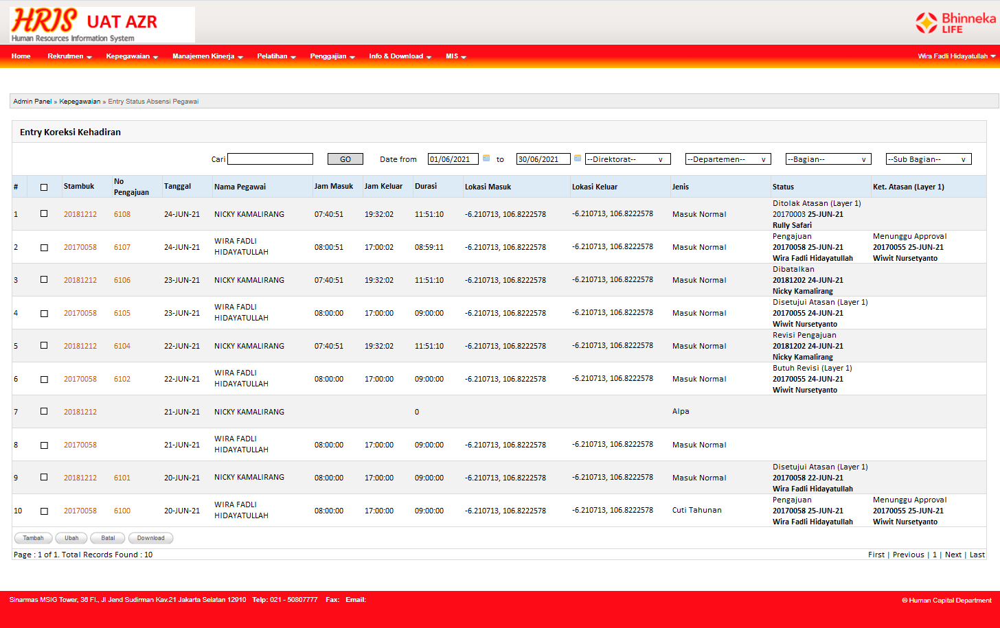 HRIS UAT AZR
Human Resources Information System
Bhinneka
LIFE
Home Rekrutmen Kepegawaian Manajemen Kinerja Pelatihan Penggajian Info & Download MIS Wira Fadli Hidayatullah
Admin Panel » Kepegawaian » Entry Status Absensi Pegawai
Entry Koreksi Kehadiran
Cari GO Date from 01/06/2021 to 30/06/2021 --Direktorat-- v --Departemen-- v --Bagian-- v --Sub Bagian-- v
# Stambuk No Pengajuan Tanggal Nama Pegawai Jam Masuk Jam Keluar Durasi Lokasi Masuk Lokasi Keluar Jenis Status Ket. Atasan (Layer 1)
Ditolak Atasan (Layer 1)
1 20181212 6108 24-JUN-21 NICKY KAMALIRANG 07:40:51 19:32:02 11:51:10 -6.210713, 106.8222578 -6.210713, 106.8222578 Masuk Normal 20170003 25-JUN-21
Rully Safari
WIRA FADLI Pengajuan Menunggu Approval
2 20170058 6107 24-JUN-21 HIDAYATULLAH 08:00:51 17:00:02 08:59:11 -6.210713, 106.8222578 -6.210713, 106.8222578 Masuk Normal 20170058 25-JUN-21 20170055 25-JUN-21
Wira Fadli Hidayatullah Wiwit Nursetyanto
Dibatalkan
3 20181212 6106 23-JUN-21 NICKY KAMALIRANG 07:40:51 19:32:02 11:51:10 -6.210713, 106.8222578 -6.210713, 106.8222578 Masuk Normal 20181202 24-JUN-21
Nicky Kamalirang
WIRA FADLI Disetujui Atasan (Layer 1)
4 20170058 6105 23-JUN-21 HIDAYATULLAH 08:00:00 17:00:00 09:00:00 -6.210713, 106.8222578 -6.210713, 106.8222578 Masuk Normal 20170055 24-JUN-21
Wiwit Nursetyanto
Revisi Pengajuan
5 20181212 6104 22-JUN-21 NICKY KAMALIRANG 07:40:51 19:32:02 11:51:10 -6.210713, 106.8222578 -6.210713, 106.8222578 Masuk Normal 20181202 24-JUN-21
Nicky Kamalirang
WIRA FADLI Butuh Revisi (Layer 1)
6 20170058 6102 22-JUN-21 HIDAYATULLAH 08:00:00 17:00:00 09:00:00 -6.210713, 106.8222578 -6.210713, 106.8222578 Masuk Normal 20170055 24-JUN-21
Wiwit Nursetyanto
7 20181212 21-JUN-21 NICKY KAMALIRANG 0 Alpa
WIRA FADLI
8 20170058 21-JUN-21 HIDAYATULLAH 08:00:00 17:00:00 09:00:00 -6.210713, 106.8222578 -6.210713, 106.8222578 Masuk Normal
Disetujui Atasan (Layer 1)
9 20181212 6101 20-JUN-21 NICKY KAMALIRANG 08:00:00 17:00:00 09:00:00 -6.210713, 106.8222578 -6.210713, 106.8222578 Masuk Normal 20170058 22-JUN-21
Wira Fadli Hidayatullah
WIRA FADLI Pengajuan Menunggu Approval
10 20170058 6100 20-JUN-21 HIDAYATULLAH 08:00:00 17:00:00 09:00:00 -6.210713, 106.8222578 -6.210713, 106.8222578 Cuti Tahunan 20170058 25-JUN-21 20170055 25-JUN-21
Wira Fadli Hidayatullah Wiwit Nursetyanto
Tambah Ubah Batal Download
Page : 1 of 1. Total Records Found : 10 First | Previous | 1 | Next | Last
Sinarmas MSIG Tower, 36 Fl., Jl Jend Sudirman Kav.21 Jakarta Selatan 12910 Telp: 021 - 50807777 Fax: Email: © Human Capital Department